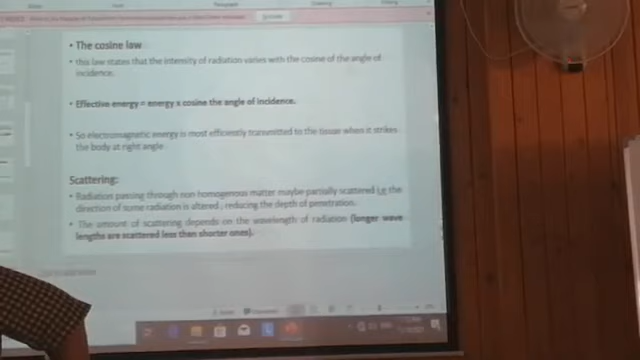 • The cosine law
• this law states that the intensity of radiation varies with the cosine of the angle of
incidence.
• Effective energy = energy x cosine the angle of incidence.
• So electromagnetic energy is most efficiently transmitted to the tissue when it strikes
the body at right angle
Scattering:
• Radiation passing through non homogenous matter maybe partially scattered i,e the
direction of some radiation is altered, reducing the depth of penetration.
• The amount of scattering depends on the wavelength of radiation (longer wave
lengths are scattered less than shorter ones).